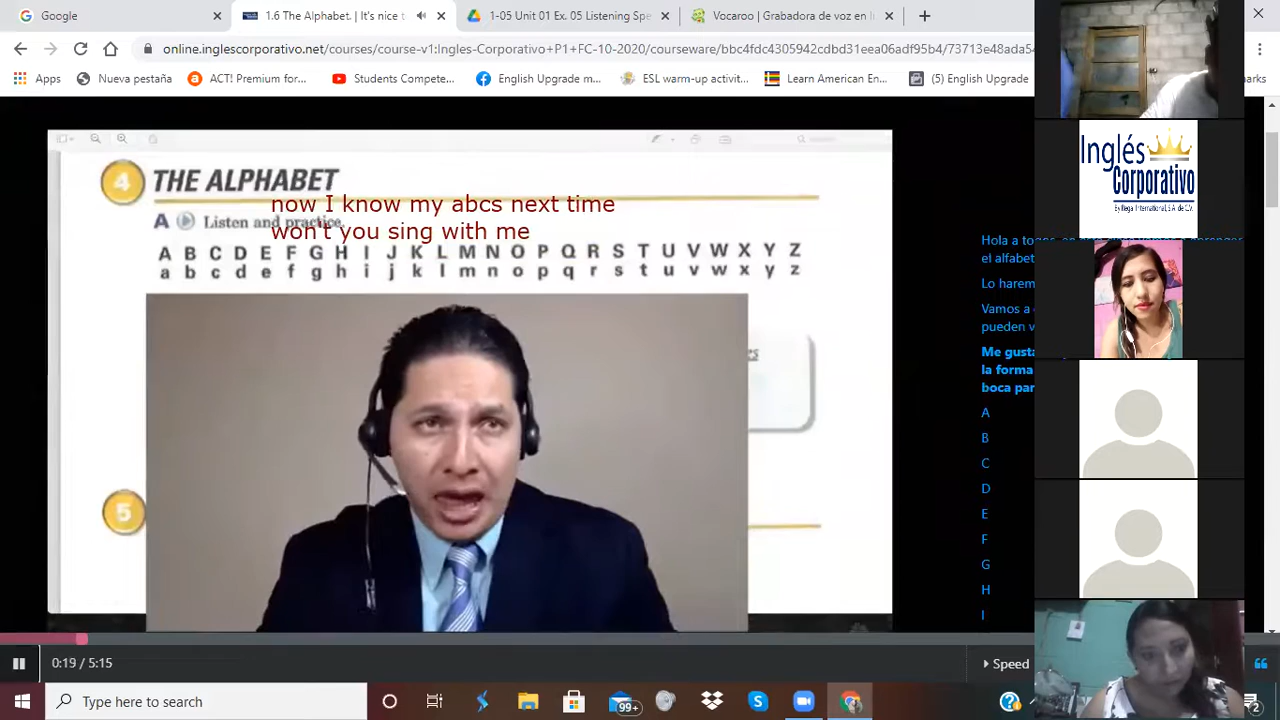 Google
1.6 The Alphabet. | It's nice t
1-05 Unit 01 Ex. 05 Listening Spe
Vocaroo | Grabadora de voz en li
online.inglescorporativo.net/courses/course-v1:Ingles-Corporativo+P1+FC-10-2020/courseware/bbc4fdc4305942cdbd31eea06adf95b4/73713e48ada5
Apps
Nueva pestaña
ACT! Premium for...
Students Compete...
English Upgrade m...
ESL warm-up activit...
Learn American En...
(5) English Upgrade
marks
4 THE ALPHABET
now I know my abcs next time
won't you sing with me
A Listen and practice.
A B C D E F G H I J K L M N O P Q R S T U V W X Y Z
a b c d e f g h i j k l m n o p q r s t u v w x y z
5
Inglés
Corporativo
Hola a todos,
el alfabet
Lo harem
Vamos a
pueden v
Me gusta
la forma
boca par
A
B
C
D
E
F
G
H
I
0:19 / 5:15
Speed
Type here to search
99+
2